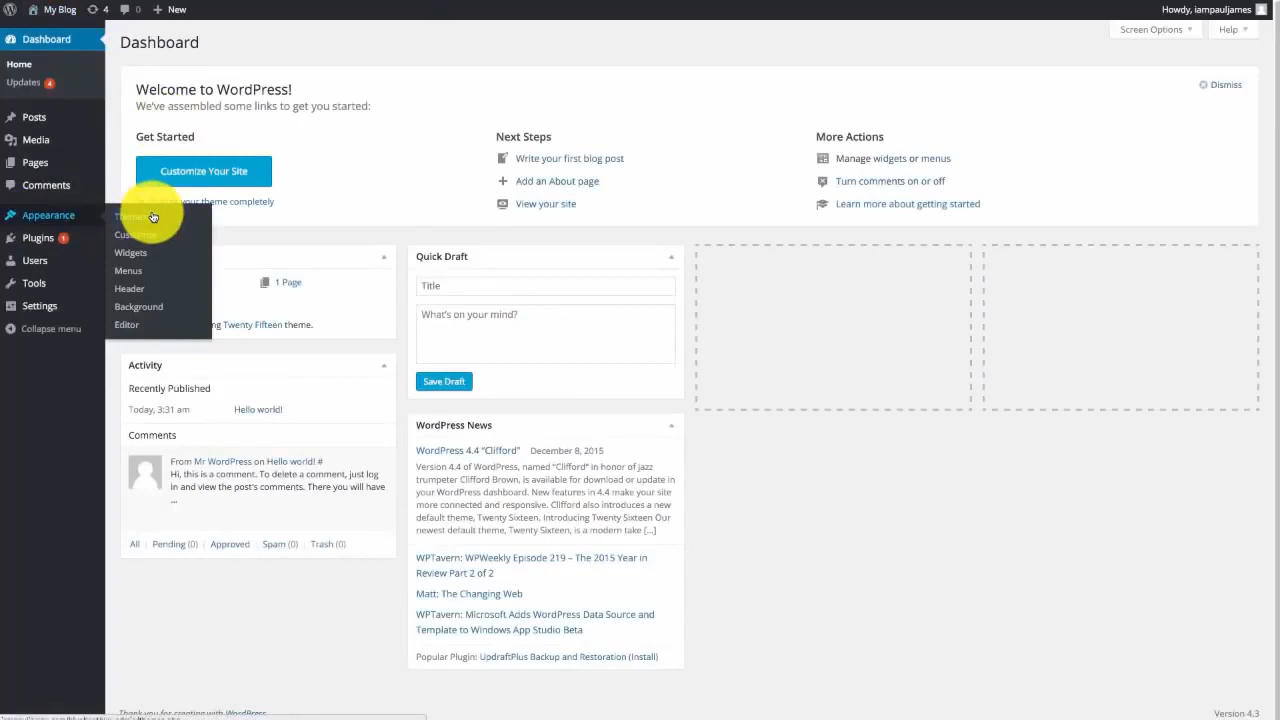 My Blog 4 0 New
Howdy, iampauljames
Dashboard
Home
Updates 4
Posts
Media
Pages
Comments
Appearance
Plugins 1
Users
Tools
Settings
Collapse menu
Themes
Customize
Widgets
Menus
Header
Background
Editor
Dashboard
Screen Options
Help
Welcome to WordPress!
We've assembled some links to get you started:
Dismiss
Get Started
Customize Your Site
your theme completely
Next Steps
Write your first blog post
Add an About page
View your site
More Actions
Manage widgets or menus
Turn comments on or off
Learn more about getting started
1 Page
Twenty Fifteen theme.
Activity
Recently Published
Today, 3:31 am Hello world!
Comments
From Mr WordPress on Hello world! #
Hi, this is a comment. To delete a comment, just log
in and view the post's comments. There you will have
...
All | Pending (0) | Approved | Spam (0) | Trash (0)
Quick Draft
Title
What's on your mind?
Save Draft
WordPress News
WordPress 4.4 "Clifford" December 8, 2015
Version 4.4 of WordPress, named "Clifford" in honor of jazz
trumpeter Clifford Brown, is available for download or update in
your WordPress dashboard. New features in 4.4 make your site
more connected and responsive. Clifford also introduces a new
default theme, Twenty Sixteen. Introducing Twenty Sixteen Our
newest default theme, Twenty Sixteen, is a modern take [...]
WPTavern: WPWeekly Episode 219 – The 2015 Year in
Review Part 2 of 2
Matt: The Changing Web
WPTavern: Microsoft Adds WordPress Data Source and
Template to Windows App Studio Beta
Popular Plugin: UpdraftPlus Backup and Restoration (Install)
Thank you for creating with WordPress.
Version 4.3